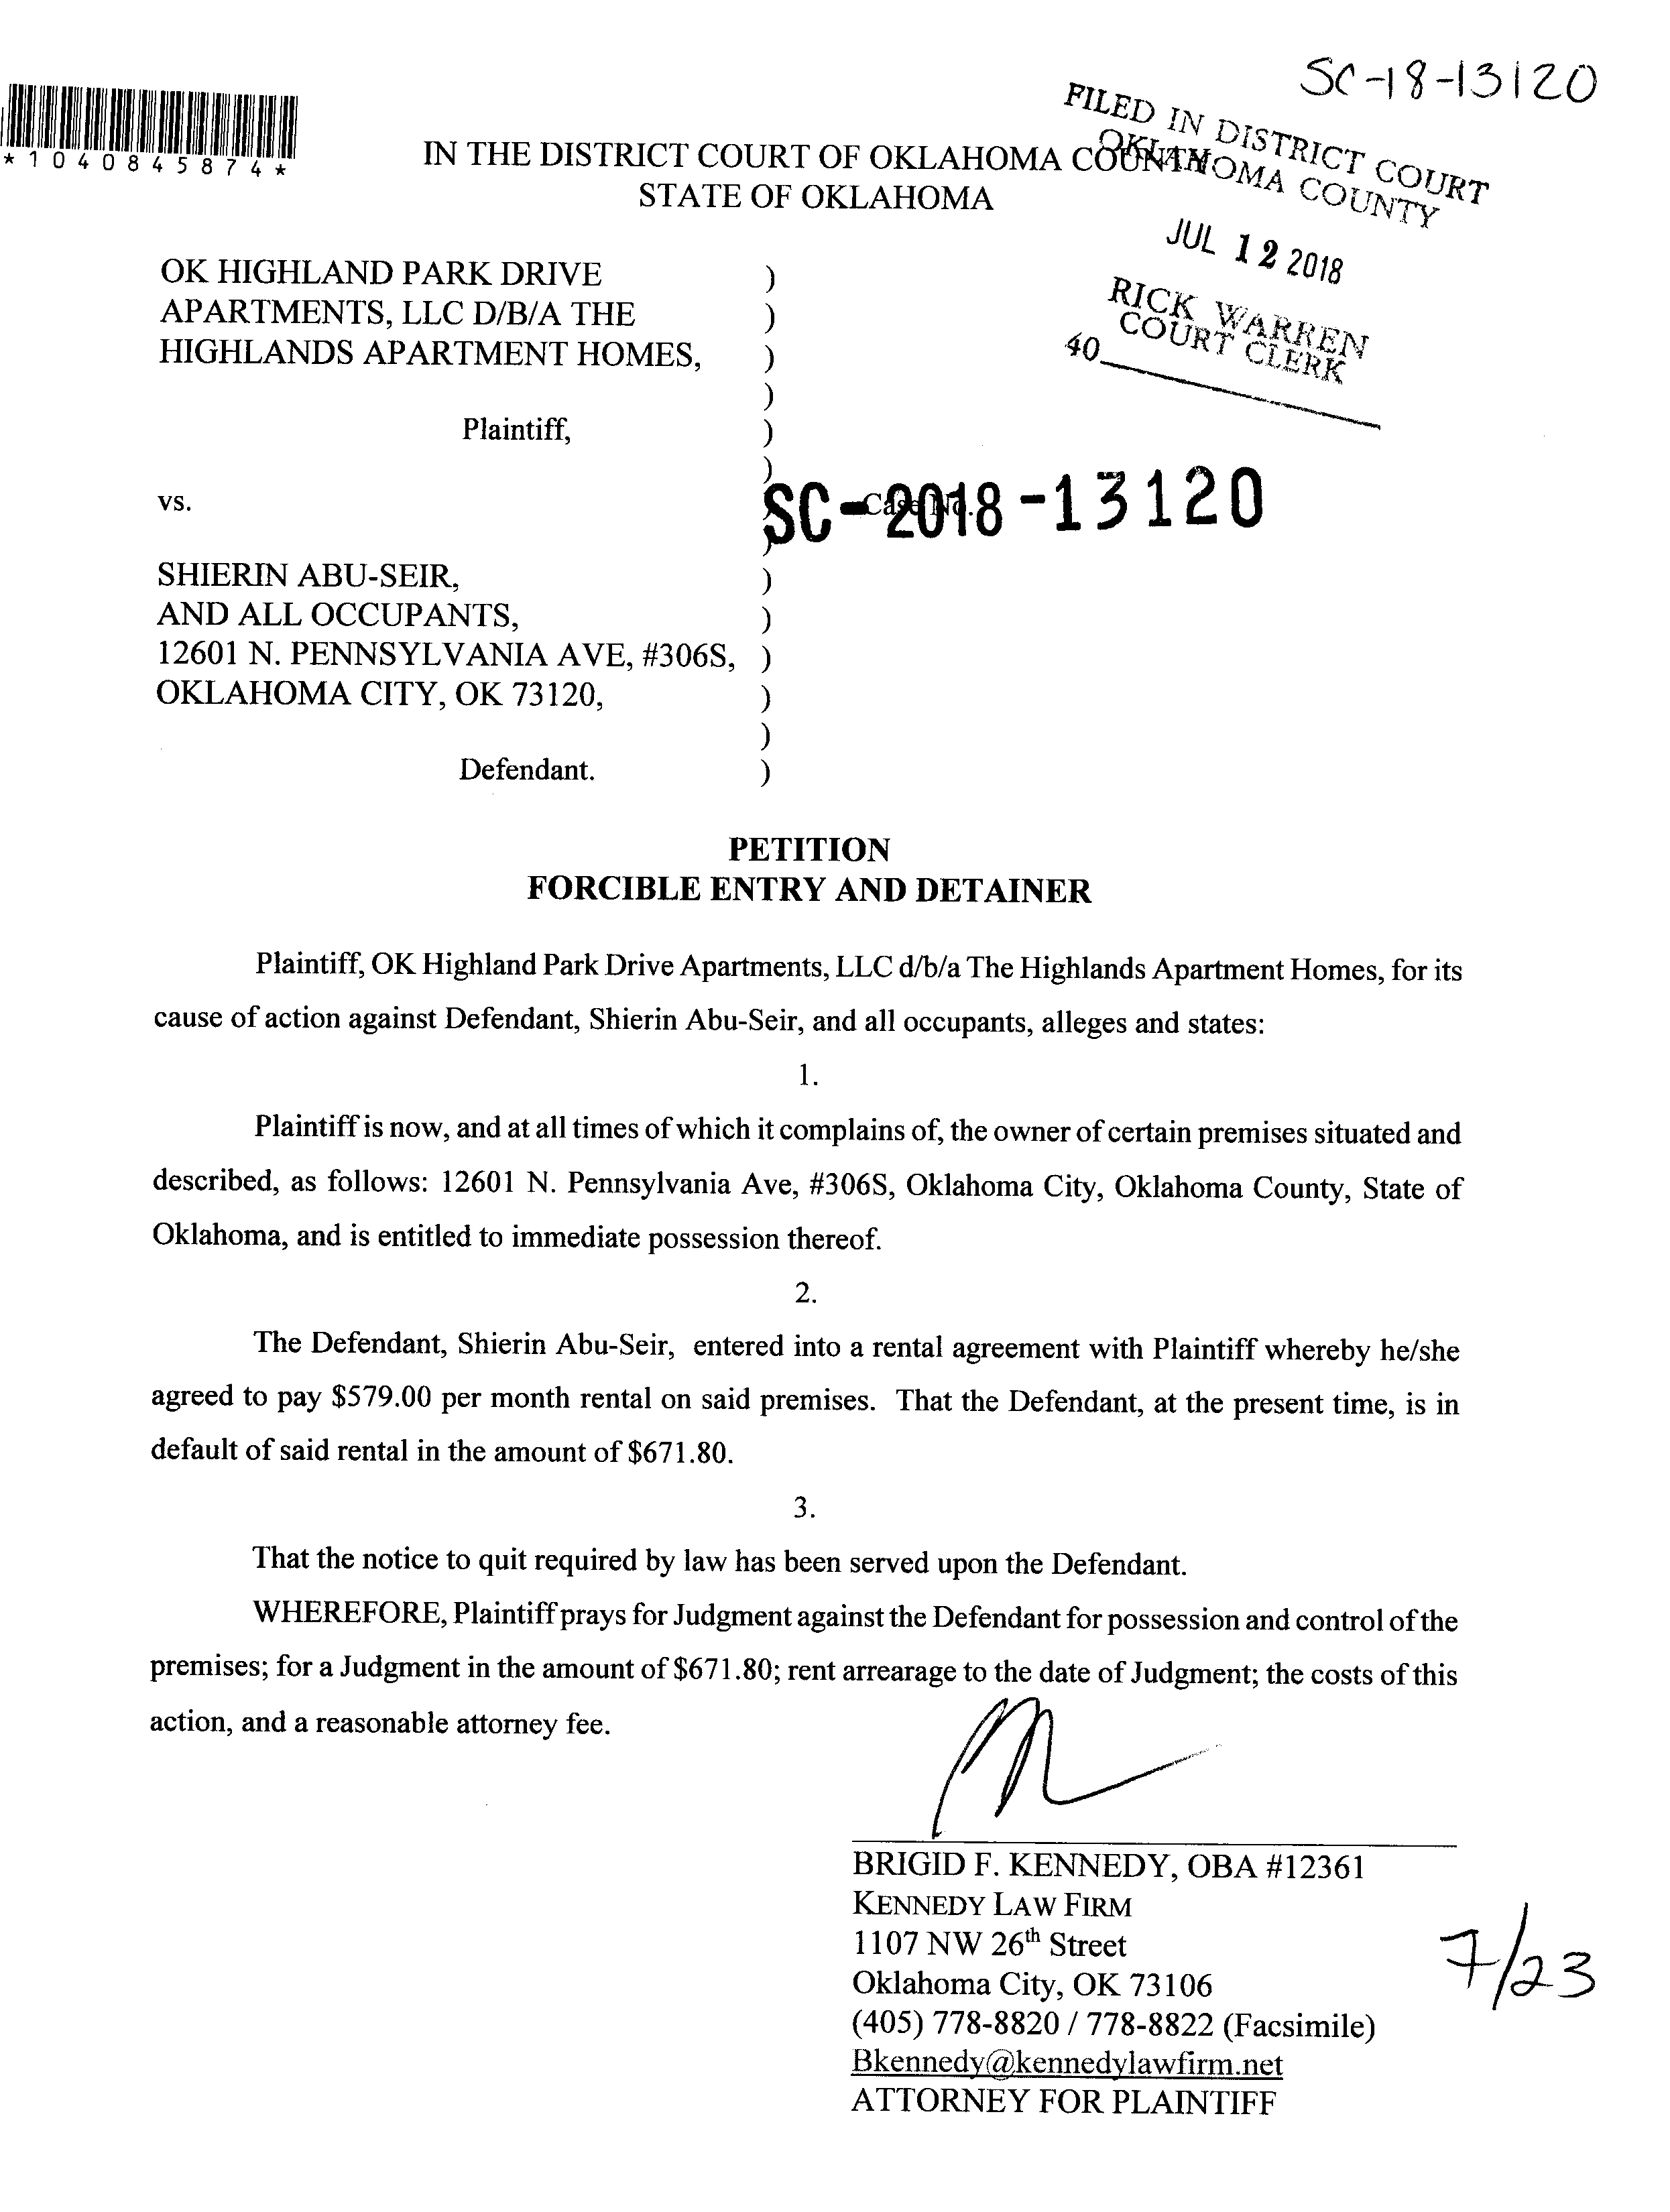 SC-18-13120
*1040845874*
FILED IN DISTRICT COURT
OKLAHOMA COUNTY
IN THE DISTRICT COURT OF OKLAHOMA COUNTY
STATE OF OKLAHOMA
JUL 12 2018
RICK WARREN
COURT CLERK
40
OK HIGHLAND PARK DRIVE )
APARTMENTS, LLC D/B/A THE )
HIGHLANDS APARTMENT HOMES, )
)
Plaintiff, )
)
vs. ) Case No.
SC-2018-13120
)
SHIERIN ABU-SEIR, )
AND ALL OCCUPANTS, )
12601 N. PENNSYLVANIA AVE, #306S, )
OKLAHOMA CITY, OK 73120, )
)
Defendant. )
PETITION
FORCIBLE ENTRY AND DETAINER
Plaintiff, OK Highland Park Drive Apartments, LLC d/b/a The Highlands Apartment Homes, for its
cause of action against Defendant, Shierin Abu-Seir, and all occupants, alleges and states:
1.
Plaintiff is now, and at all times of which it complains of, the owner of certain premises situated and
described, as follows: 12601 N. Pennsylvania Ave, #306S, Oklahoma City, Oklahoma County, State of
Oklahoma, and is entitled to immediate possession thereof.
2.
The Defendant, Shierin Abu-Seir, entered into a rental agreement with Plaintiff whereby he/she
agreed to pay $579.00 per month rental on said premises. That the Defendant, at the present time, is in
default of said rental in the amount of $671.80.
3.
That the notice to quit required by law has been served upon the Defendant.
WHEREFORE, Plaintiff prays for Judgment against the Defendant for possession and control of the
premises; for a Judgment in the amount of $671.80; rent arrearage to the date of Judgment; the costs of this
action, and a reasonable attorney fee.
BRIGID F. KENNEDY, OBA #12361
KENNEDY LAW FIRM
1107 NW 26th Street
Oklahoma City, OK 73106
(405) 778-8820 / 778-8822 (Facsimile)
Bkennedy@kennedylawfirm.net
ATTORNEY FOR PLAINTIFF
7/23